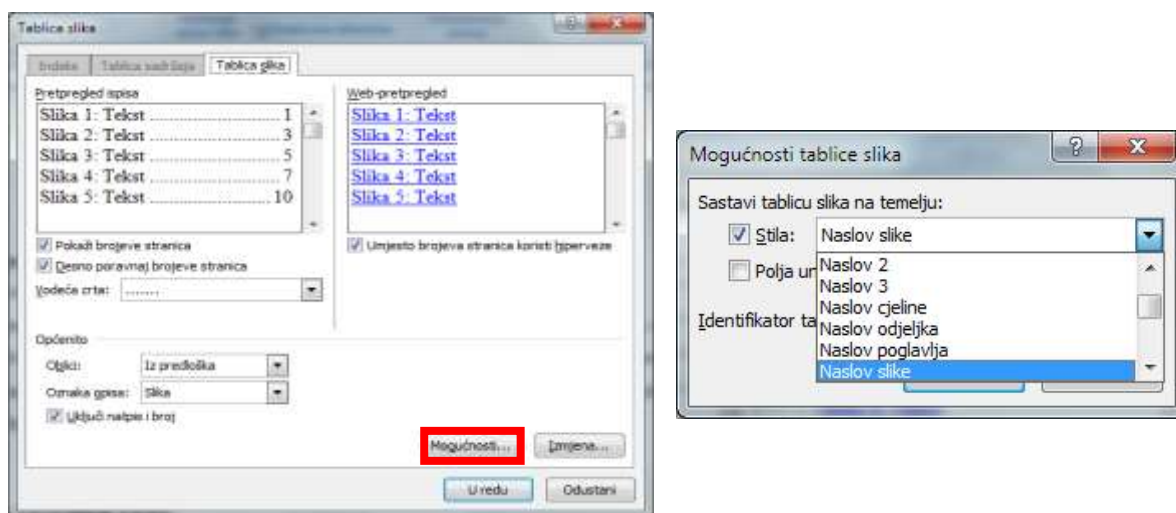 Tablica slika
Indeks Tablica sadržaja Tablica slika
Pretpregled ispisa
Slika 1: Tekst ........................ 1
Slika 2: Tekst ........................ 3
Slika 3: Tekst ........................ 5
Slika 4: Tekst ........................ 7
Slika 5: Tekst ...................... 10
Pokaži brojeve stranica
Desno poravnaj brojeve stranica
Vodeća crta: .......
Web-pretpregled
Slika 1: Tekst
Slika 2: Tekst
Slika 3: Tekst
Slika 4: Tekst
Slika 5: Tekst
Umjesto brojeva stranica koristi hiperveze
Općenito
Oblici: Iz predloška
Oznaka opisa: Slika
Uključi natpis i broj
Mogućnosti... Izmjena...
U redu Odustani
Mogućnosti tablice slika
Sastavi tablicu slika na temelju:
Stila: Naslov slike
Polja
Naslov 2
Naslov 3
Naslov cjeline
Naslov odjeljka
Naslov poglavlja
Naslov slike
Identifikator